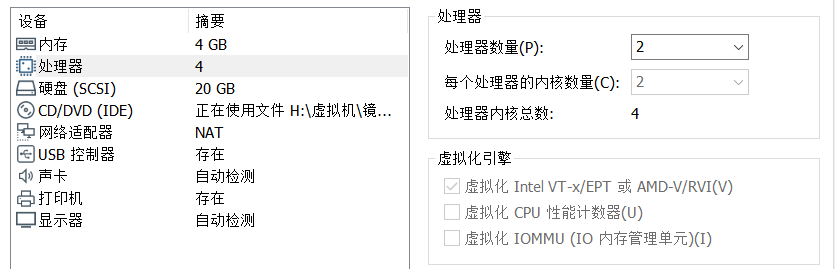 设备 摘要
内存 4 GB
处理器 4
硬盘 (SCSI) 20 GB
CD/DVD (IDE) 正在使用文件 H:\虚拟机\镜...
网络适配器 NAT
USB 控制器 存在
声卡 自动检测
打印机 存在
显示器 自动检测
处理器
处理器数量(P): 2
每个处理器的内核数量(C): 2
处理器内核总数: 4
虚拟化引擎
虚拟化 Intel VT-x/EPT 或 AMD-V/RVI(V)
虚拟化 CPU 性能计数器(U)
虚拟化 IOMMU (IO 内存管理单元)(I)